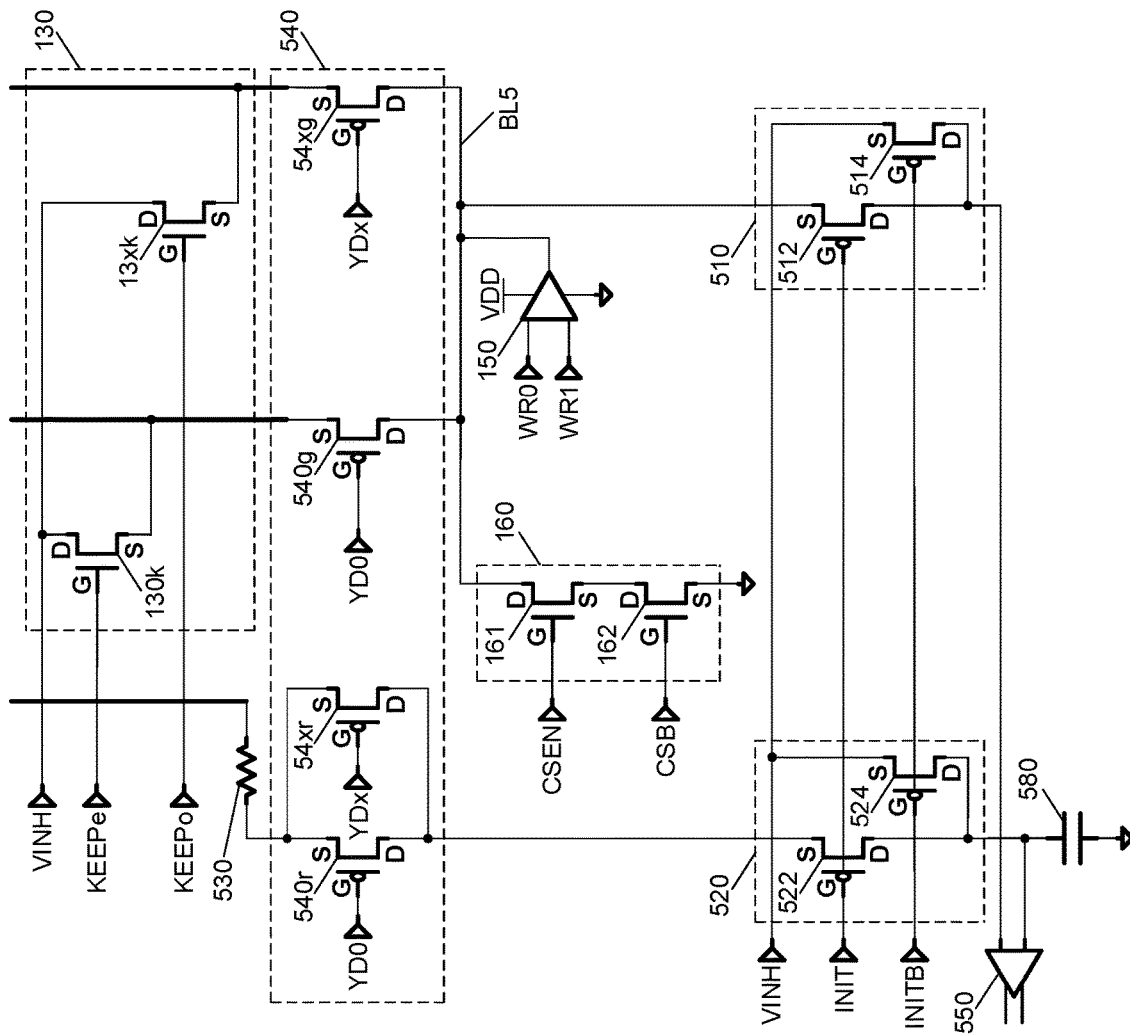 130
540
S
54xg
G
D
YDx
BL5
D
13xk
G
S
S
540g
G
D
YD0
D
G
S
130k
VINH
KEEPe
KEEPo
530
S
54xr
G
D
YDx
S
540r
G
D
YD0
VDD
150
WR0
WR1
160
D
161
G
S
D
162
G
S
CSEN
CSB
510
S
514
G
D
S
512
G
D
520
S
524
G
D
S
522
G
D
VINH
INIT
INITB
580
550